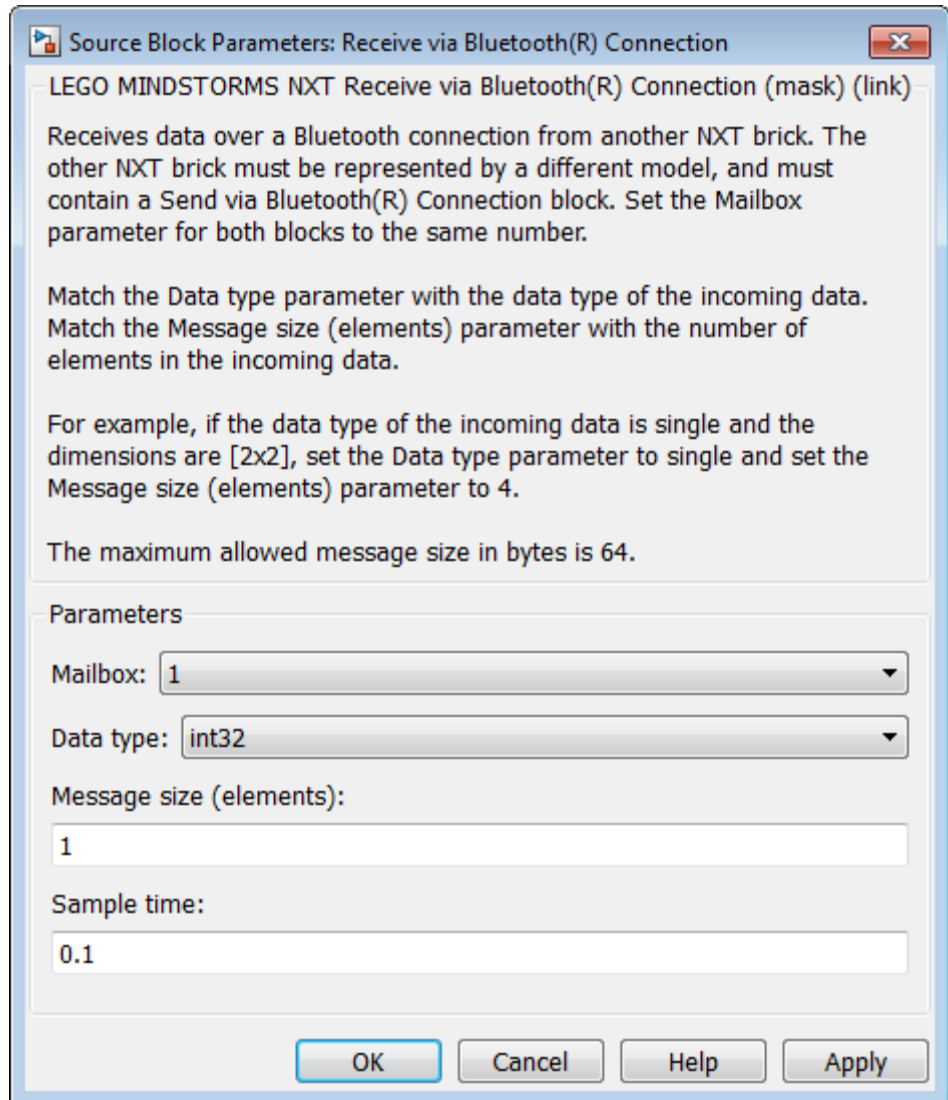 Source Block Parameters: Receive via Bluetooth(R) Connection
LEGO MINDSTORMS NXT Receive via Bluetooth(R) Connection (mask) (link)
Receives data over a Bluetooth connection from another NXT brick. The
other NXT brick must be represented by a different model, and must
contain a Send via Bluetooth(R) Connection block. Set the Mailbox
parameter for both blocks to the same number.
Match the Data type parameter with the data type of the incoming data.
Match the Message size (elements) parameter with the number of
elements in the incoming data.
For example, if the data type of the incoming data is single and the
dimensions are [2x2], set the Data type parameter to single and set the
Message size (elements) parameter to 4.
The maximum allowed message size in bytes is 64.
Parameters
Mailbox: 1
Data type: int32
Message size (elements):
1
Sample time:
0.1
OK Cancel Help Apply